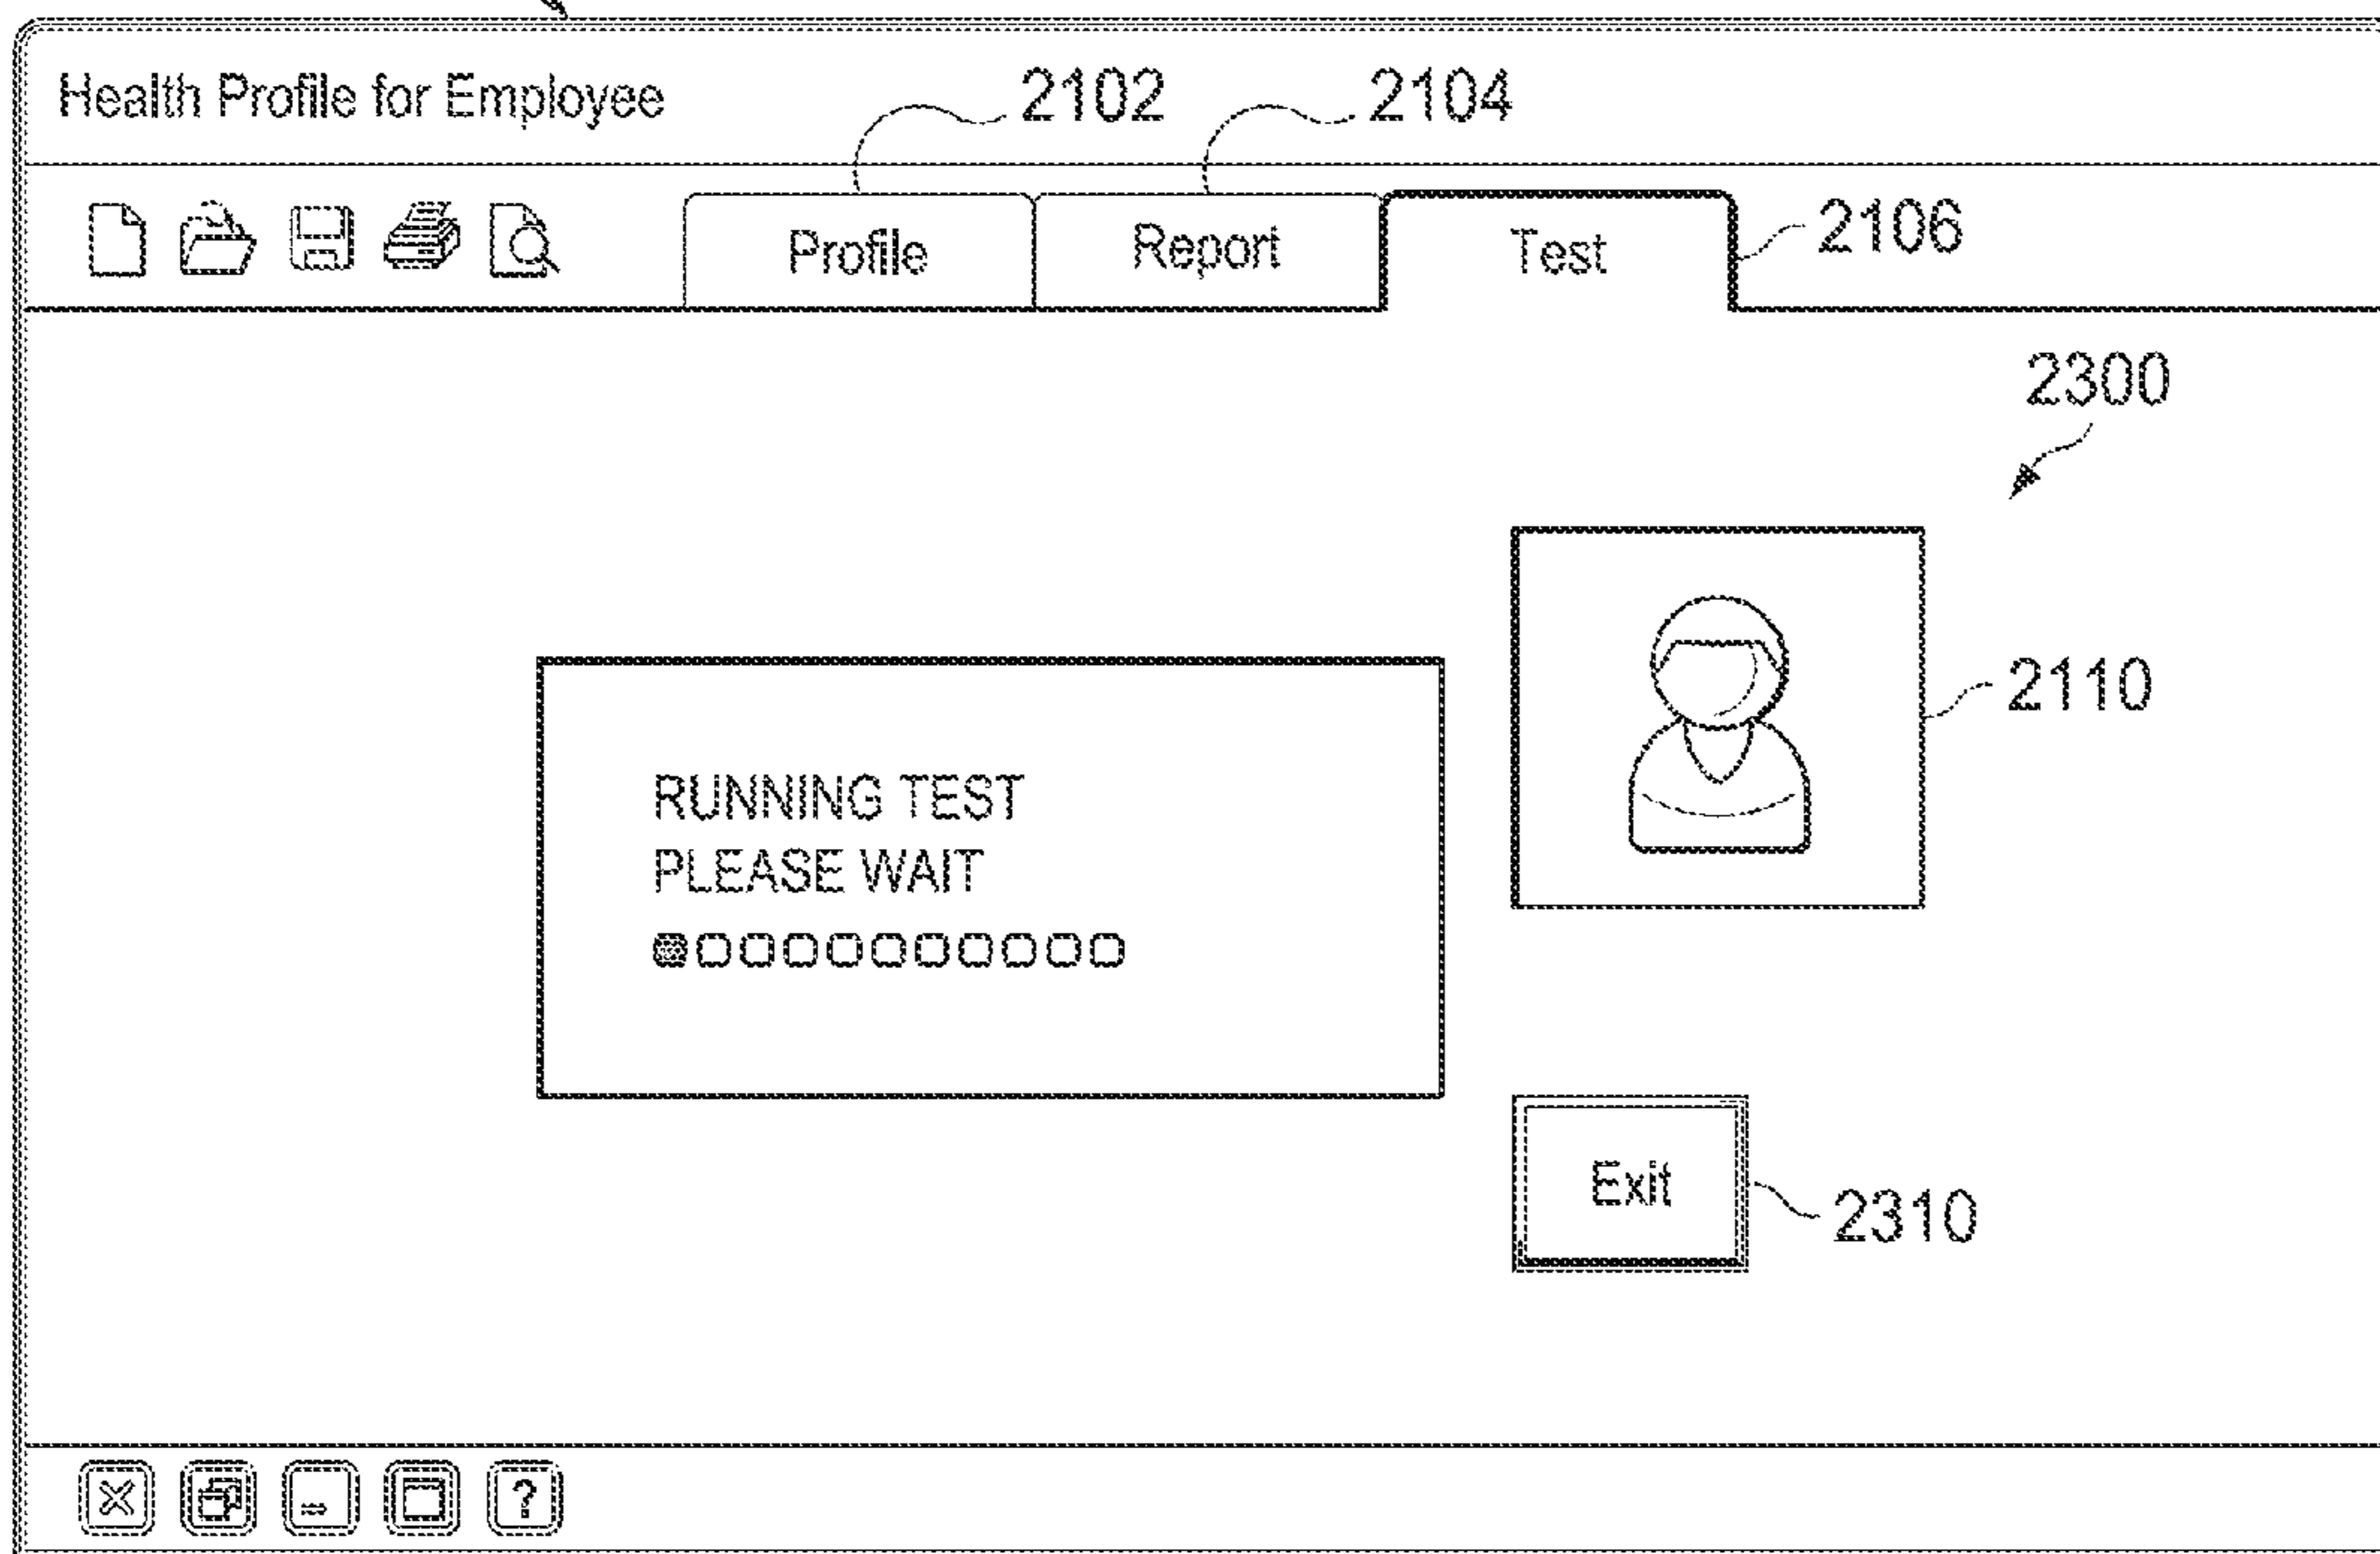 Health Profile for Employee
2102
2104
Profile
Report
Test
2106
2300
2110
RUNNING TEST
PLEASE WAIT
Exit
2310
?